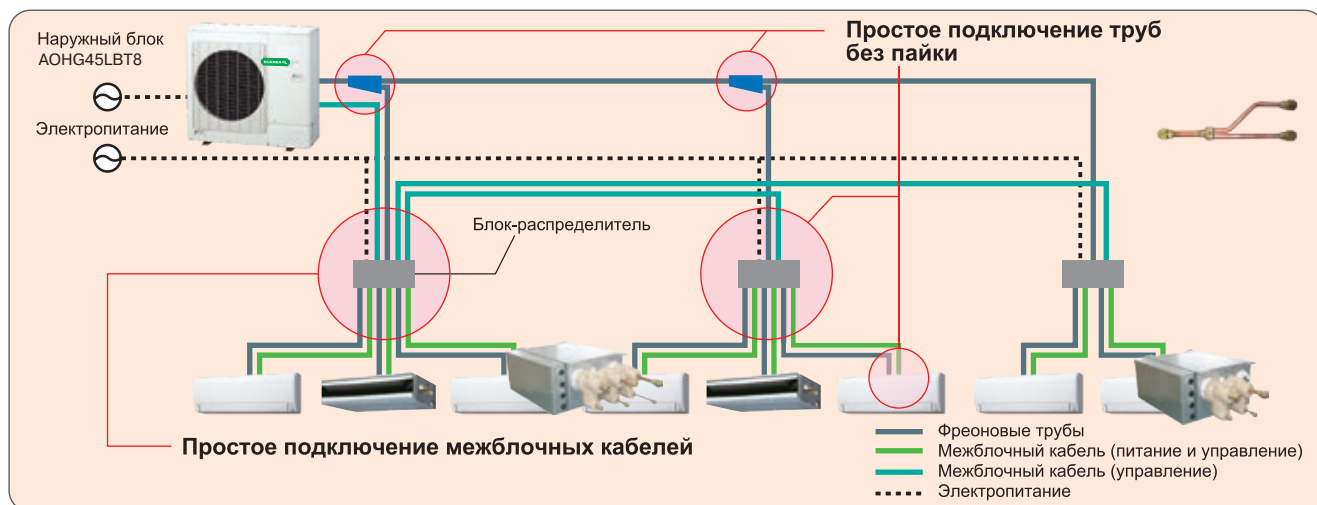 Наружный блок
AOHG45LBT8
Электропитание
GENERAL
Простое подключение труб
без пайки
Блок-распределитель
Простое подключение межблочных кабелей
Фреоновые трубы
Межблочный кабель (питание и управление)
Межблочный кабель (управление)
Электропитание